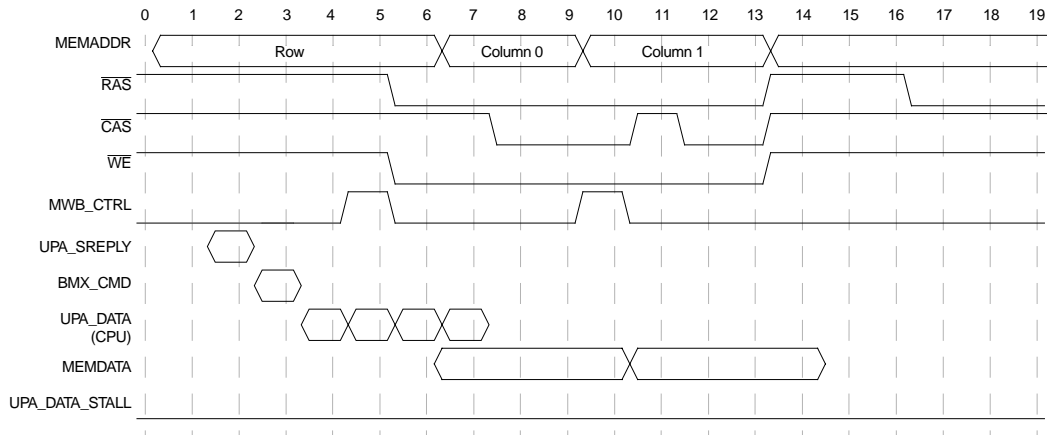 0 1 2 3 4 5 6 7 8 9 10 11 12 13 14 15 16 17 18 19
MEMADDR Row Column 0 Column 1
RAS
CAS
WE
MWB_CTRL
UPA_SREPLY
BMX_CMD
UPA_DATA
(CPU)
MEMDATA
UPA_DATA_STALL